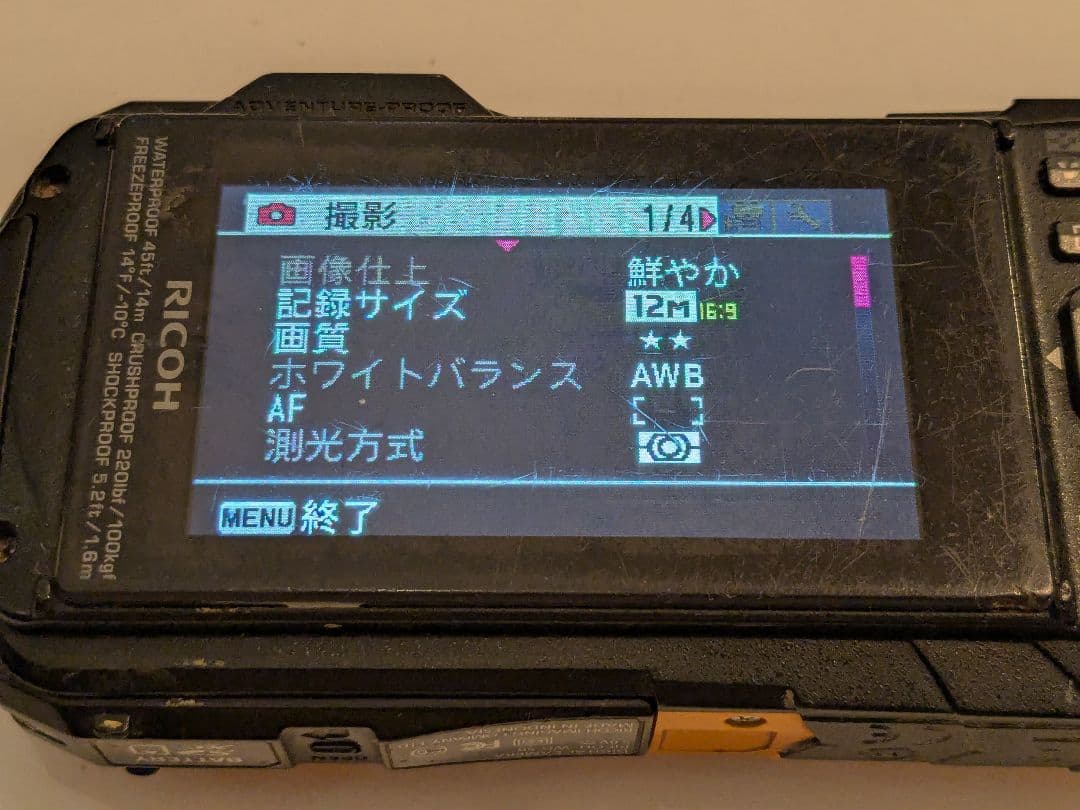 ADVENTURE-PROOF
撮影 1/4
画像仕上 鮮やか
記録サイズ 12M 16:9
画質 ★★
ホワイトバランス AWB
AF [ ]
測光方式
MENU 終了
RICOH
WATERPROOF 45ft/14m CRUSHPROOF 220lbf/100kgf
FREEZEPROOF 14°F/-10°C SHOCKPROOF 5.2ft/1.6m
BATTERY
OPEN